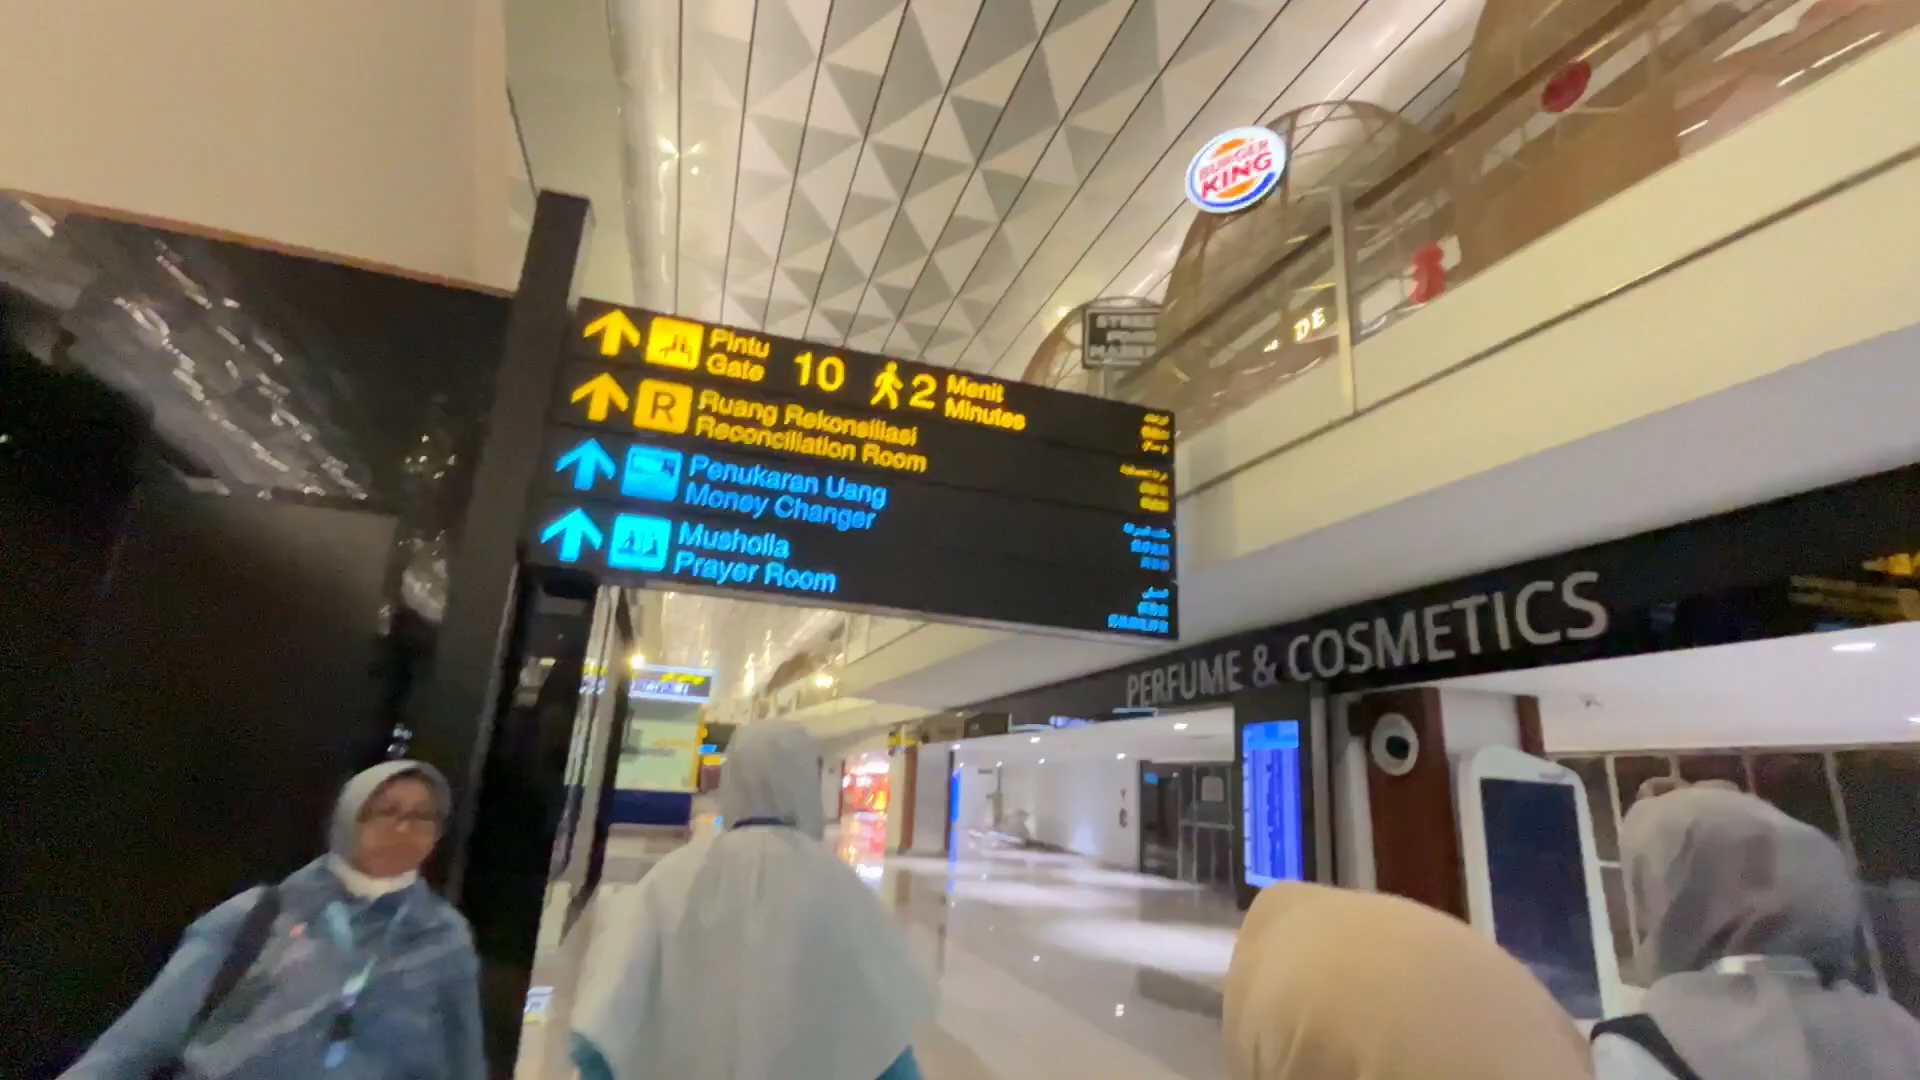 BURGER
KING
DE
Pintu
Gate
10
2
Menit
Minutes
R
Ruang Rekonsiliasi
Reconciliation Room
Penukaran Uang
Money Changer
Musholla
Prayer Room
PERFUME & COSMETICS